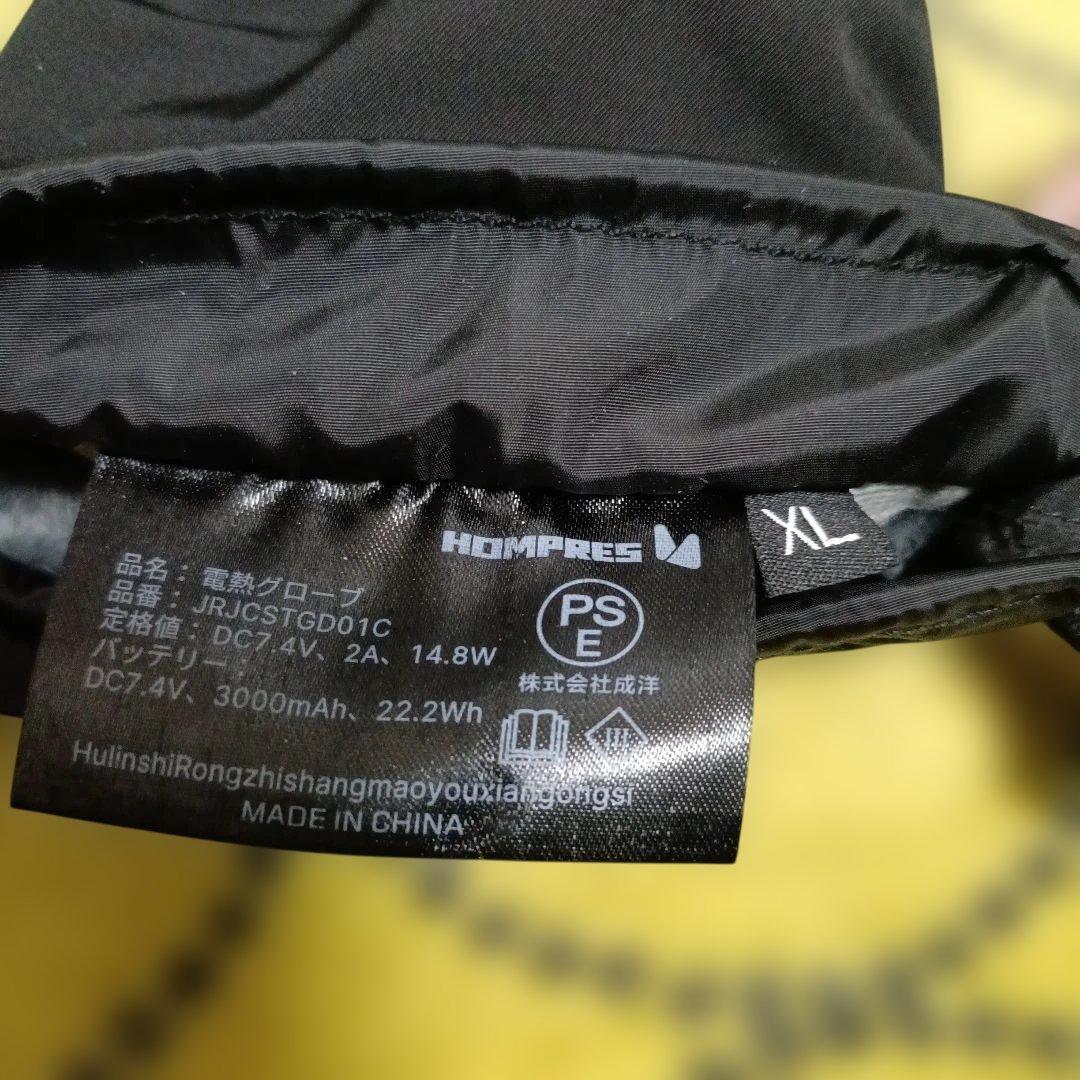 HOMPRES
XL
品名：電熱グローブ
品番：JRJCSTGD01C
定格値：DC7.4V、2A、14.8W
バッテリー：
DC7.4V、3000mAh、22.2Wh
PS
E
株式会社成洋
HulinshiRongzhishangmaoyouxiangongsi
MADE IN CHINA